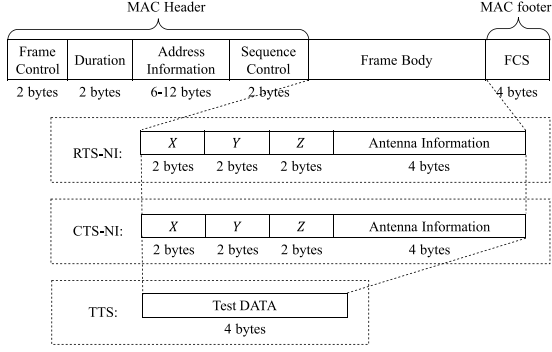 MAC Header
MAC footer
Frame Control
Duration
Address Information
Sequence Control
Frame Body
FCS
2 bytes
2 bytes
6-12 bytes
2 bytes
4 bytes
RTS-NI:
X
Y
Z
Antenna Information
2 bytes
2 bytes
2 bytes
4 bytes
CTS-NI:
X
Y
Z
Antenna Information
2 bytes
2 bytes
2 bytes
4 bytes
TTS:
Test DATA
4 bytes